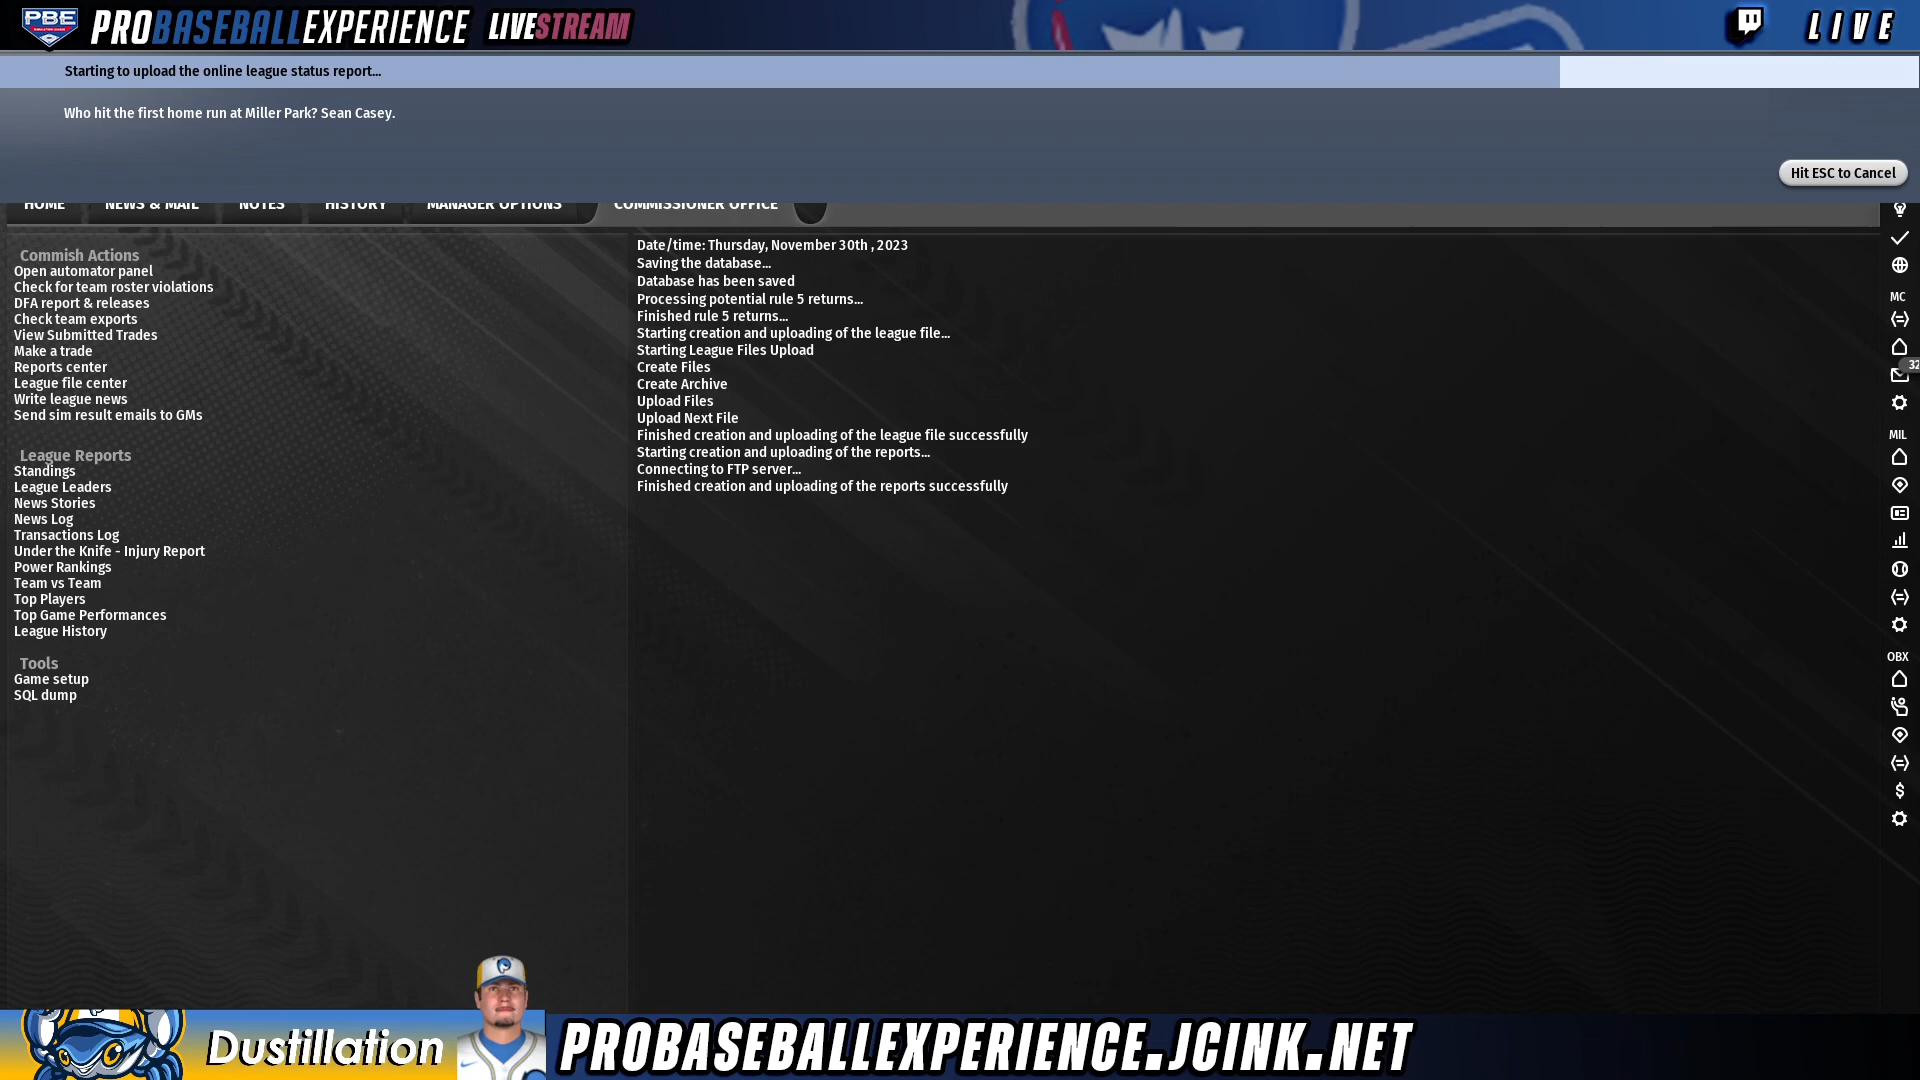 PBE
PROBASEBALLEXPERIENCE LIVESTREAM
LIVE
Starting to upload the online league status report...
Who hit the first home run at Miller Park? Sean Casey.
Hit ESC to Cancel
HOME NEWS & MAIL NOTES HISTORY MANAGER OPTIONS COMMISSIONER OFFICE
Commish Actions
Open automator panel
Check for team roster violations
DFA report & releases
Check team exports
View Submitted Trades
Make a trade
Reports center
League file center
Write league news
Send sim result emails to GMs
League Reports
Standings
League Leaders
News Stories
News Log
Transactions Log
Under the Knife - Injury Report
Power Rankings
Team vs Team
Top Players
Top Game Performances
League History
Tools
Game setup
SQL dump
Date/time: Thursday, November 30th , 2023
Saving the database...
Database has been saved
Processing potential rule 5 returns...
Finished rule 5 returns...
Starting creation and uploading of the league file...
Starting League Files Upload
Create Files
Create Archive
Upload Files
Upload Next File
Finished creation and uploading of the league file successfully
Starting creation and uploading of the reports...
Connecting to FTP server...
Finished creation and uploading of the reports successfully
MC
32
MIL
OBX
Dustillation
PROBASEBALLEXPERIENCE.JCINK.NET